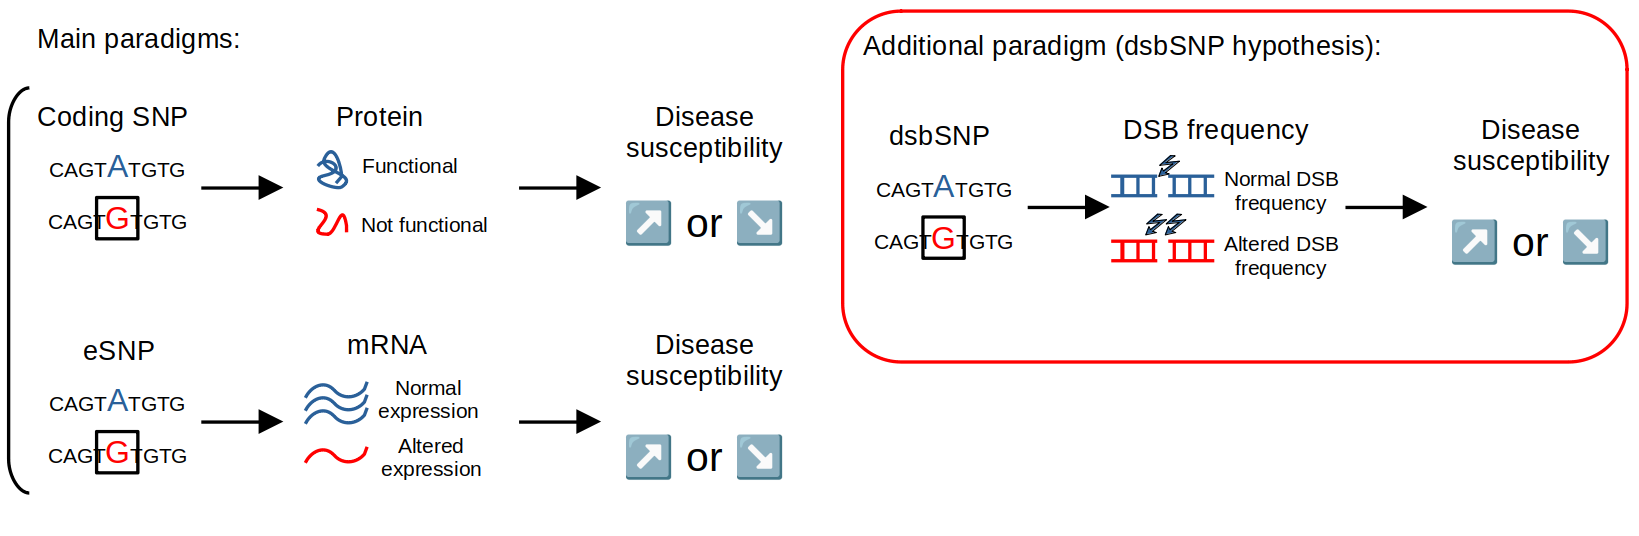 Main paradigms:
Coding SNP
CAGTATGTG
CAGTGTGTG
Protein
Functional
Not functional
Disease
susceptibility
or
eSNP
CAGTATGTG
CAGTGTGTG
mRNA
Normal
expression
Altered
expression
Disease
susceptibility
or
Additional paradigm (dsbSNP hypothesis):
dsbSNP
CAGTATGTG
CAGTGTGTG
DSB frequency
Normal DSB
frequency
Altered DSB
frequency
Disease
susceptibility
or